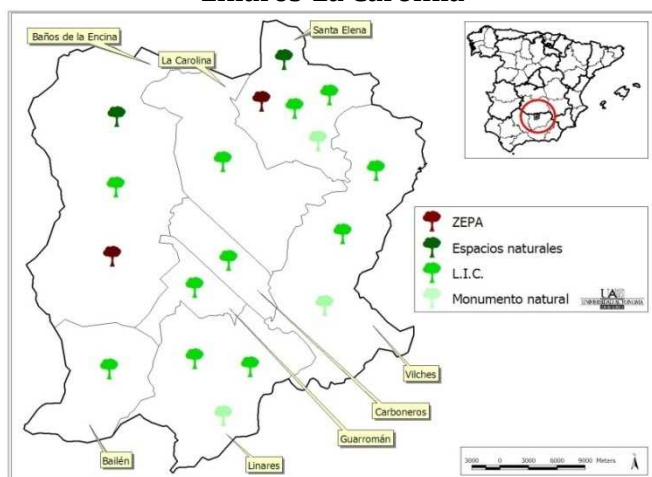 Linares-La Carolina
Santa Elena
Baños de la Encina
La Carolina
ZEPA
Espacios naturales
L.I.C.
Monumento natural
UA
Vilches
Carboneros
Guarromán
Bailén
Linares
3000 0 3000 6000 9000 Meters